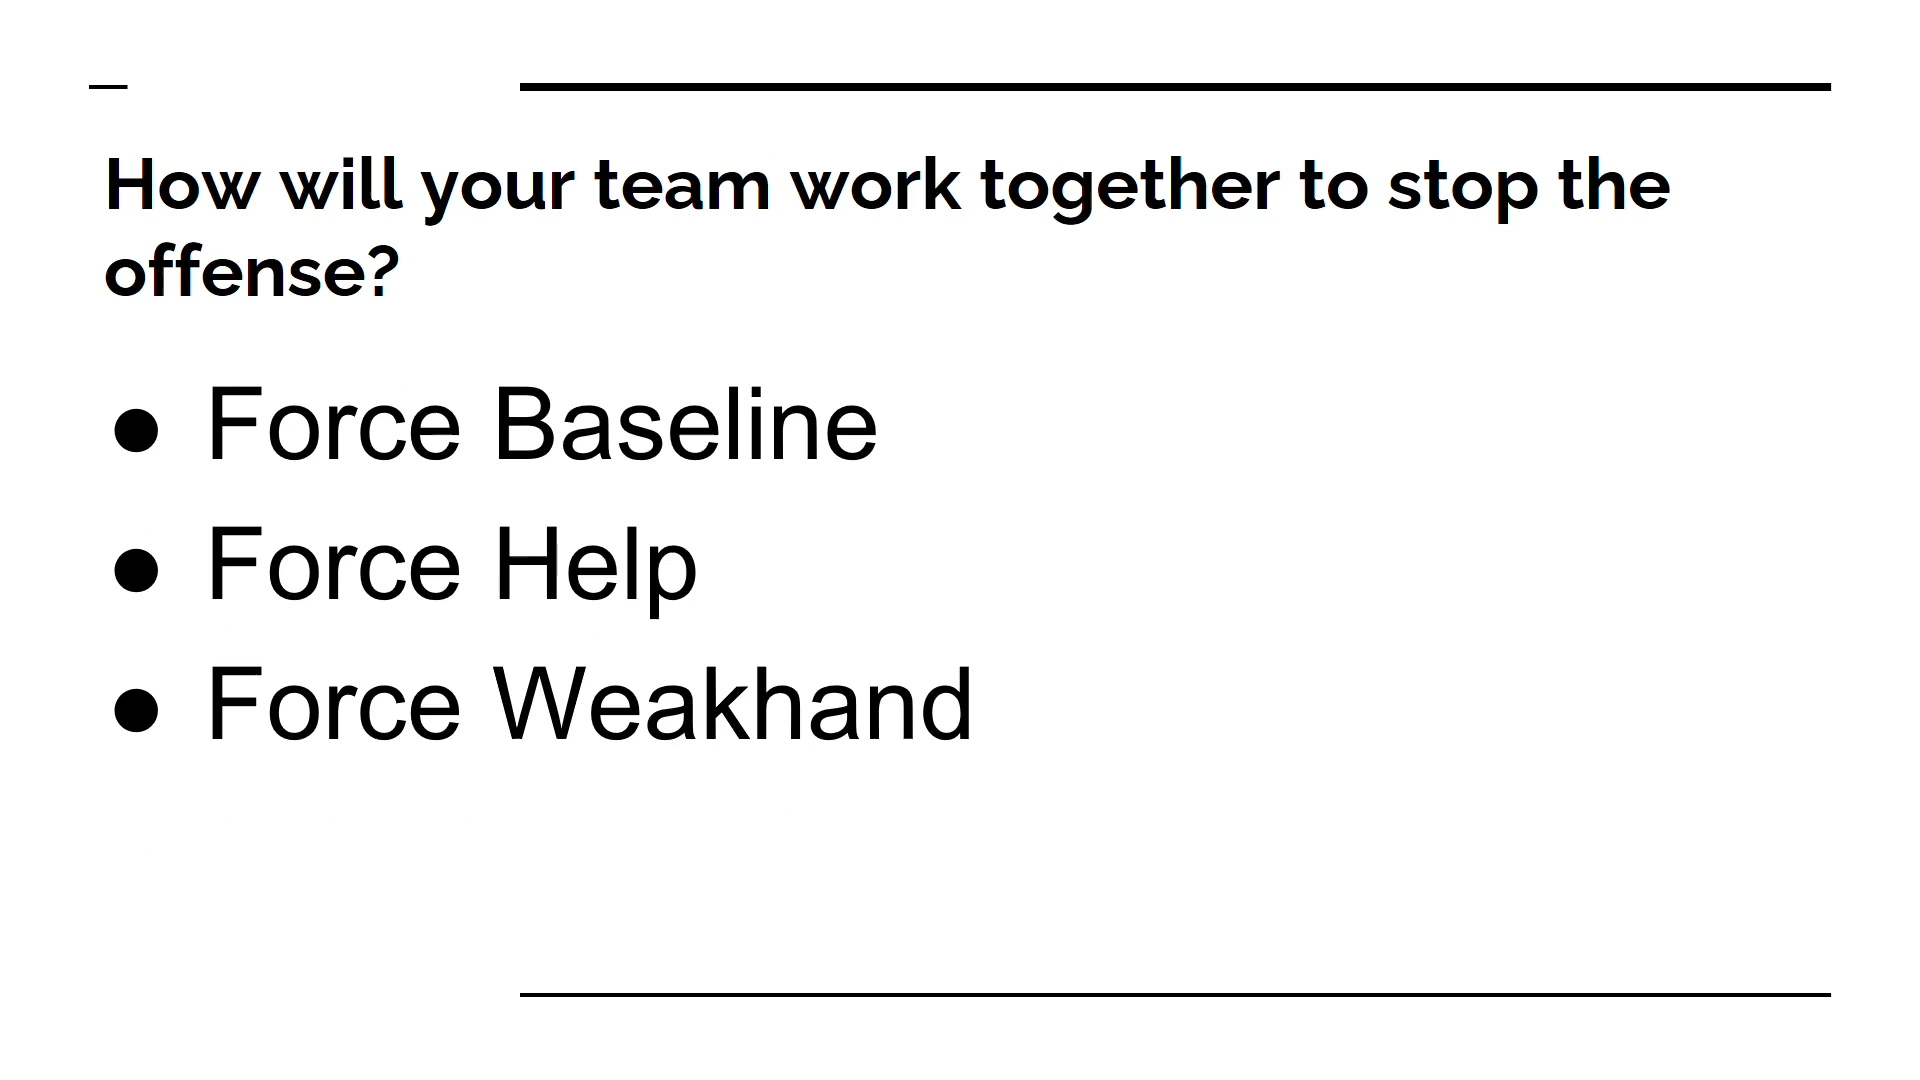 How will your team work together to stop the
offense?
● Force Baseline
● Force Help
● Force Weakhand